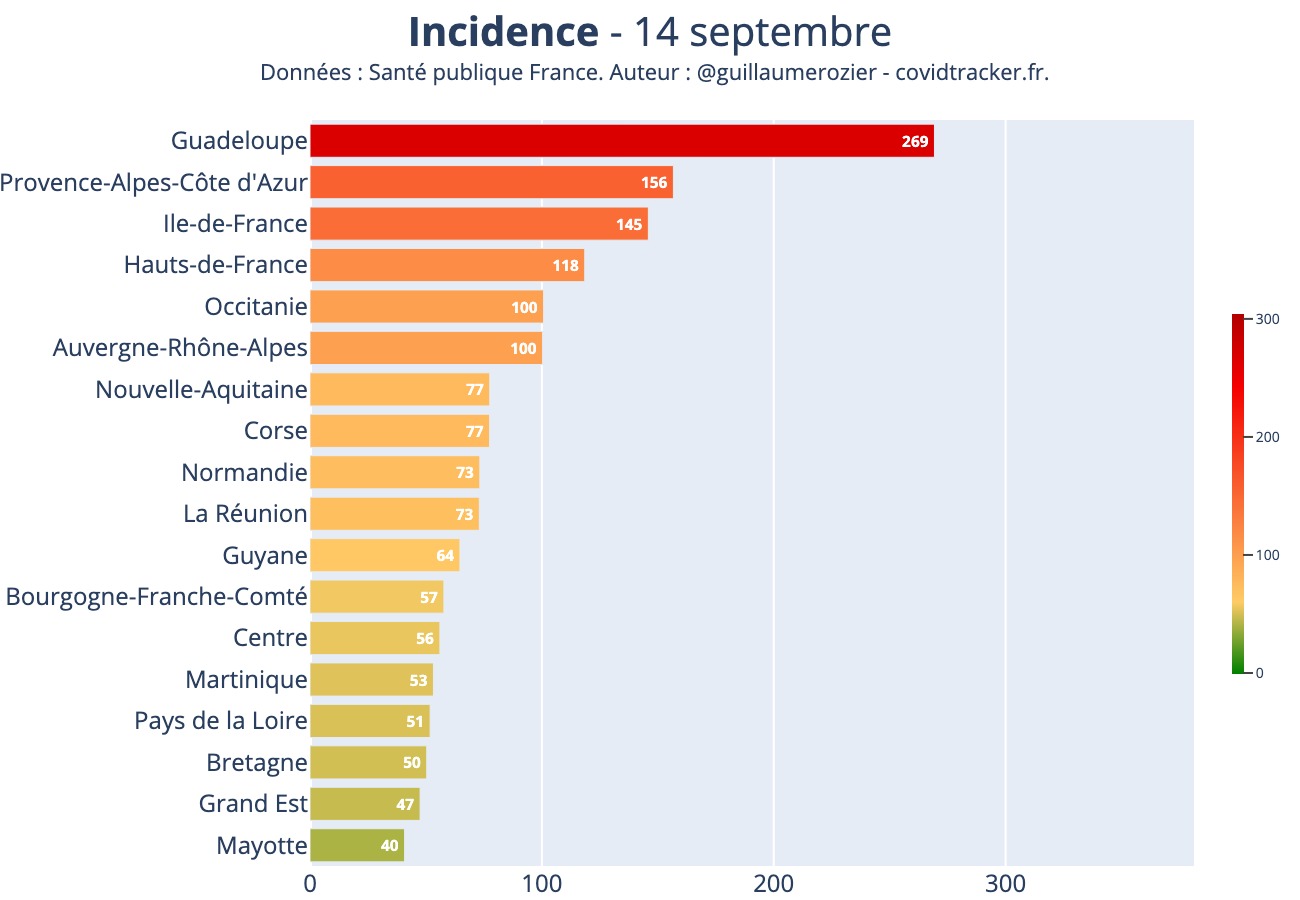 Incidence - 14 septembre
Données : Santé publique France. Auteur : @guillaumerozier - covidtracker.fr.
Guadeloupe 269
Provence-Alpes-Côte d'Azur 156
Ile-de-France 145
Hauts-de-France 118
Occitanie 100
Auvergne-Rhône-Alpes 100
Nouvelle-Aquitaine 77
Corse 77
Normandie 73
La Réunion 73
Guyane 64
Bourgogne-Franche-Comté 57
Centre 56
Martinique 53
Pays de la Loire 51
Bretagne 50
Grand Est 47
Mayotte 40
0 100 200 300
300
200
100
0